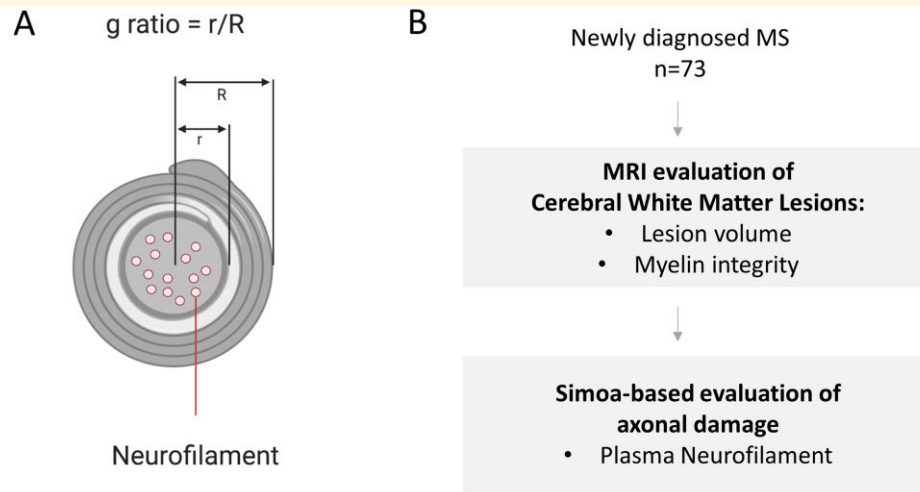 A
g ratio = r/R
R
r
Neurofilament
B
Newly diagnosed MS
n=73
MRI evaluation of
Cerebral White Matter Lesions:
• Lesion volume
• Myelin integrity
Simoa-based evaluation of
axonal damage
• Plasma Neurofilament